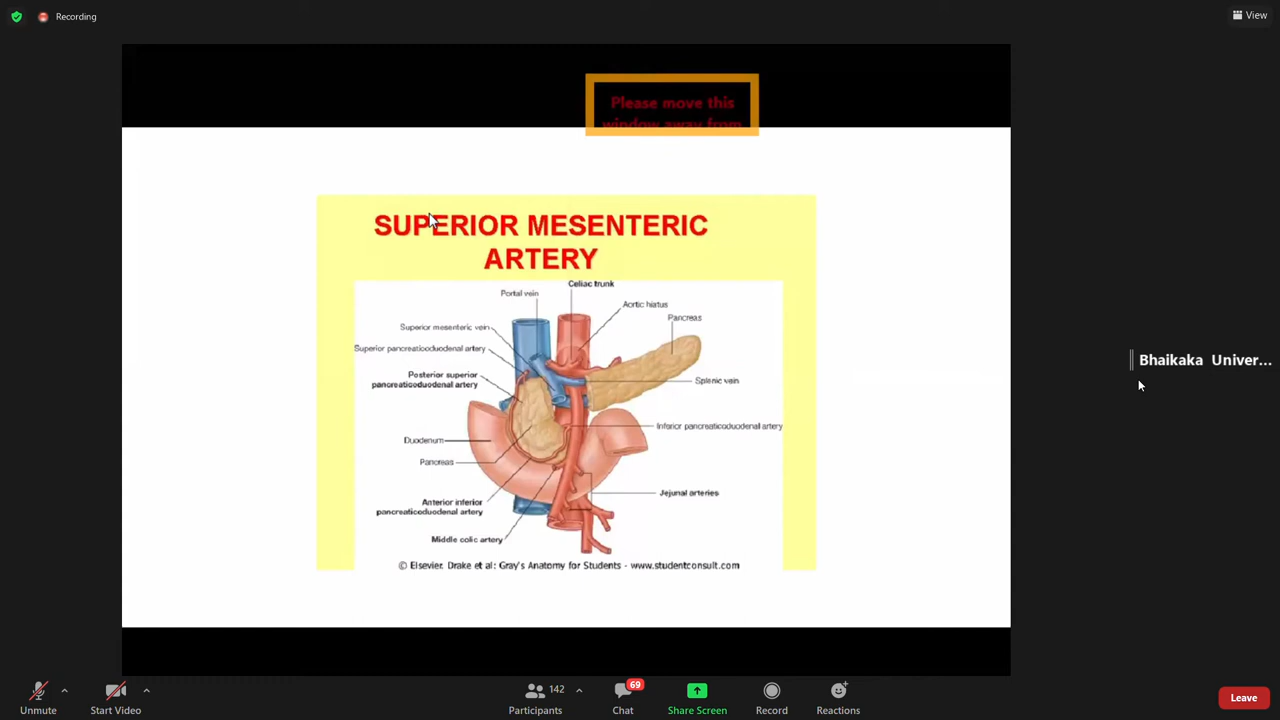 Recording
View
Please move this
window away from
SUPERIOR MESENTERIC
ARTERY
Celiac trunk
Portal vein
Aortic hiatus
Pancreas
Superior mesenteric vein
Superior pancreaticoduodenal artery
Posterior superior
pancreaticoduodenal artery
Splenic vein
Inferior pancreaticoduodenal artery
Duodenum
Pancreas
Jejunal arteries
Anterior inferior
pancreaticoduodenal artery
Middle colic artery
© Elsevier. Drake et al: Gray's Anatomy for Students - www.studentconsult.com
Bhaikaka Univer...
Unmute
Start Video
142
Participants
69
Chat
Share Screen
Record
Reactions
Leave